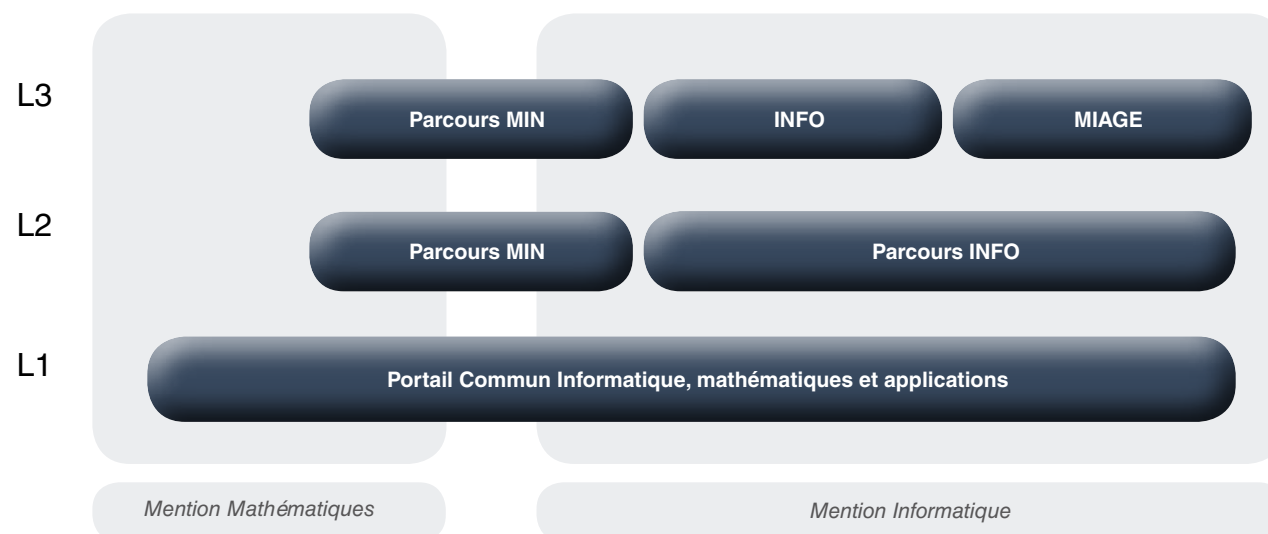 L3
Parcours MIN
INFO
MIAGE
L2
Parcours MIN
Parcours INFO
L1
Portail Commun Informatique, mathématiques et applications
Mention Mathématiques
Mention Informatique